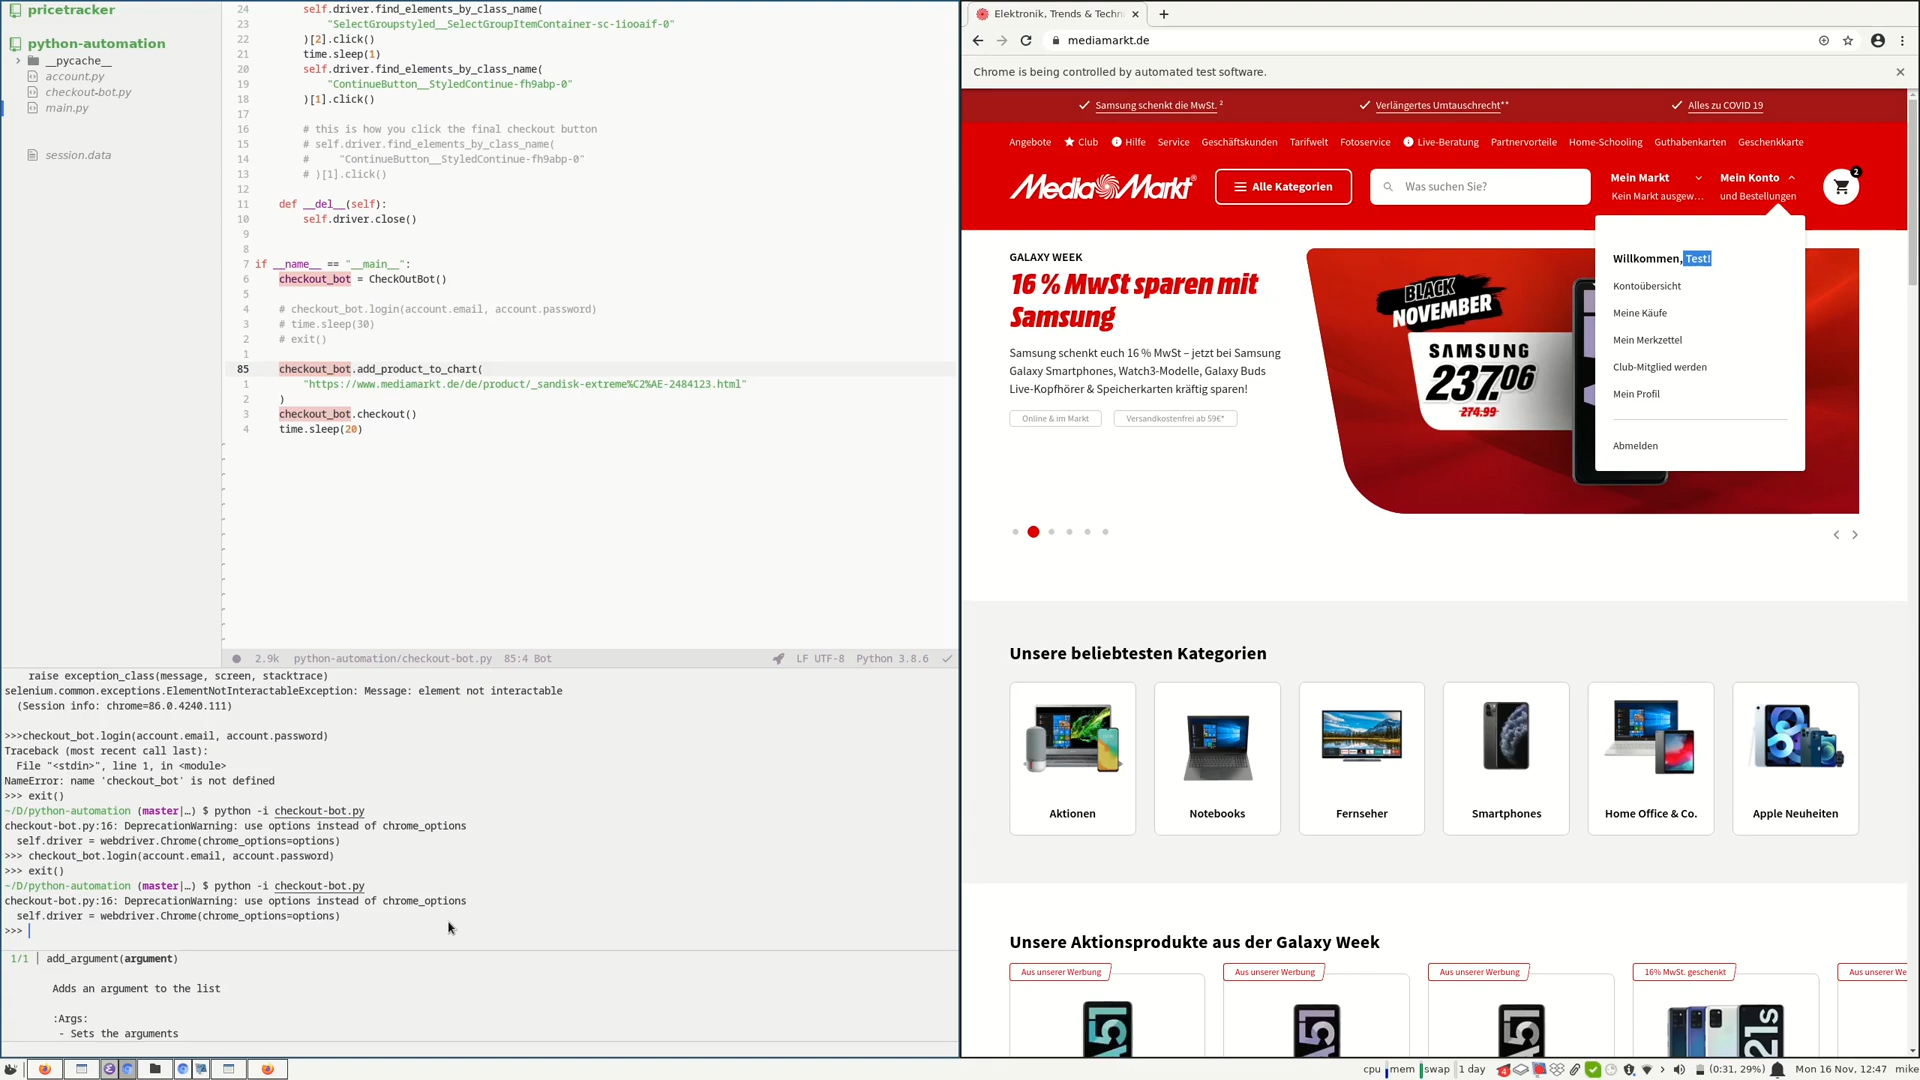 pricetracker
python-automation
__pycache__
account.py
checkout-bot.py
main.py
session.data
24 self.driver.find_elements_by_class_name(
23 "SelectGroupstyled__SelectGroupItemContainer-sc-1iooaif-0"
22 )[2].click()
21 time.sleep(1)
20 self.driver.find_elements_by_class_name(
19 "ContinueButton__StyledContinue-fh9abp-0"
18 )[1].click()
17
16 # this is how you click the final checkout button
15 # self.driver.find_elements_by_class_name(
14 #     "ContinueButton__StyledContinue-fh9abp-0"
13 # )[1].click()
12
11 def __del__(self):
10 self.driver.close()
9
8
7 if __name__ == "__main__":
6 checkout_bot = CheckOutBot()
5
4 # checkout_bot.login(account.email, account.password)
3 # time.sleep(30)
2 # exit()
1
85 checkout_bot.add_product_to_chart(
1 "https://www.mediamarkt.de/de/product/_sandisk-extreme%C2%AE-2484123.html"
2 )
3 checkout_bot.checkout()
4 time.sleep(20)
2.9k python-automation/checkout-bot.py 85:4 Bot LF UTF-8 Python 3.8.6
raise exception_class(message, screen, stacktrace)
selenium.common.exceptions.ElementNotInteractableException: Message: element not interactable
(Session info: chrome=86.0.4240.111)
>>>checkout_bot.login(account.email, account.password)
Traceback (most recent call last):
File "<stdin>", line 1, in <module>
NameError: name 'checkout_bot' is not defined
>>> exit()
~/D/python-automation (master|…) $ python -i checkout-bot.py
checkout-bot.py:16: DeprecationWarning: use options instead of chrome_options
self.driver = webdriver.Chrome(chrome_options=options)
>>> checkout_bot.login(account.email, account.password)
>>> exit()
~/D/python-automation (master|…) $ python -i checkout-bot.py
checkout-bot.py:16: DeprecationWarning: use options instead of chrome_options
self.driver = webdriver.Chrome(chrome_options=options)
>>>
1/1 | add_argument(argument)
Adds an argument to the list
:Args:
- Sets the arguments
Elektronik, Trends & Techn
mediamarkt.de
Chrome is being controlled by automated test software.
Samsung schenkt die MwSt. ²
Verlängertes Umtauschrecht**
Alles zu COVID 19
Angebote Club Hilfe Service Geschäftskunden Tarifwelt Fotoservice Live-Beratung Partnervorteile Home-Schooling Guthabenkarten Geschenkkarte
Media Markt®
Alle Kategorien
Was suchen Sie?
Mein Markt
Kein Markt ausgew…
Mein Konto
und Bestellungen
2
Willkommen, Test!
Kontoübersicht
Meine Käufe
Mein Merkzettel
Club-Mitglied werden
Mein Profil
Abmelden
GALAXY WEEK
16 % MwSt sparen mit
Samsung
Samsung schenkt euch 16 % MwSt – jetzt bei Samsung
Galaxy Smartphones, Watch3-Modelle, Galaxy Buds
Live-Kopfhörer & Speicherkarten kräftig sparen!
Online & im Markt
Versandkostenfrei ab 59€*
BLACK
NOVEMBER
SAMSUNG
237.06
274.99
Unsere beliebtesten Kategorien
Aktionen
Notebooks
Fernseher
Smartphones
Home Office & Co.
Apple Neuheiten
Unsere Aktionsprodukte aus der Galaxy Week
Aus unserer Werbung
Aus unserer Werbung
Aus unserer Werbung
16% MwSt. geschenkt
Aus unserer We
A51
A51
A51
A21s
cpu mem swap 1 day
4
(0:31, 29%)
Mon 16 Nov, 12:47
mike